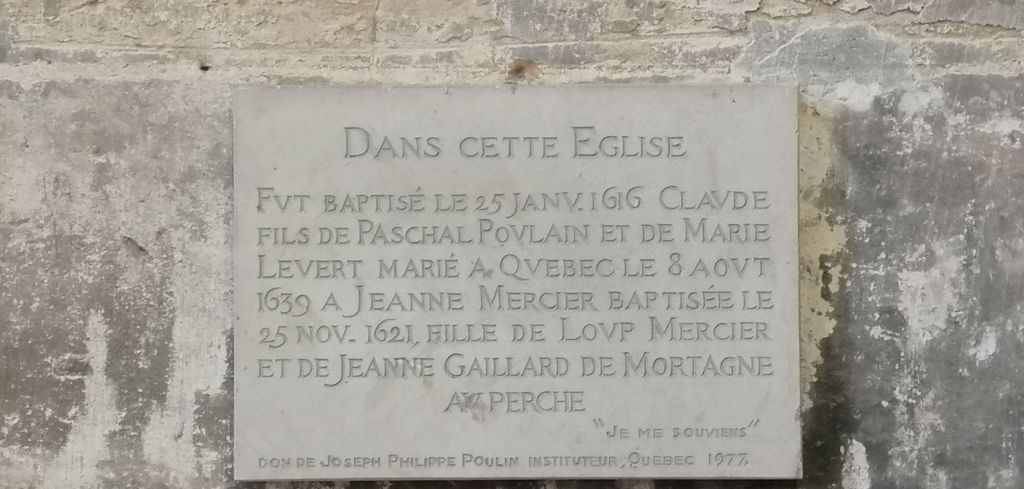 DANS CETTE EGLISE
FVT BAPTISÉ LE 25 JANV. 1616 CLAVDE
FILS DE PASCHAL POVLAIN ET DE MARIE
LEVERT MARIÉ A QVEBEC LE 8 AOVT
1639 A JEANNE MERCIER BAPTISÉE LE
25 NOV. 1621, FILLE DE LOVP MERCIER
ET DE JEANNE GAILLARD DE MORTAGNE
AV PERCHE
"JE ME SOUVIENS"
DON DE JOSEPH PHILIPPE POULIN INSTITUTEUR, QUEBEC 1977.